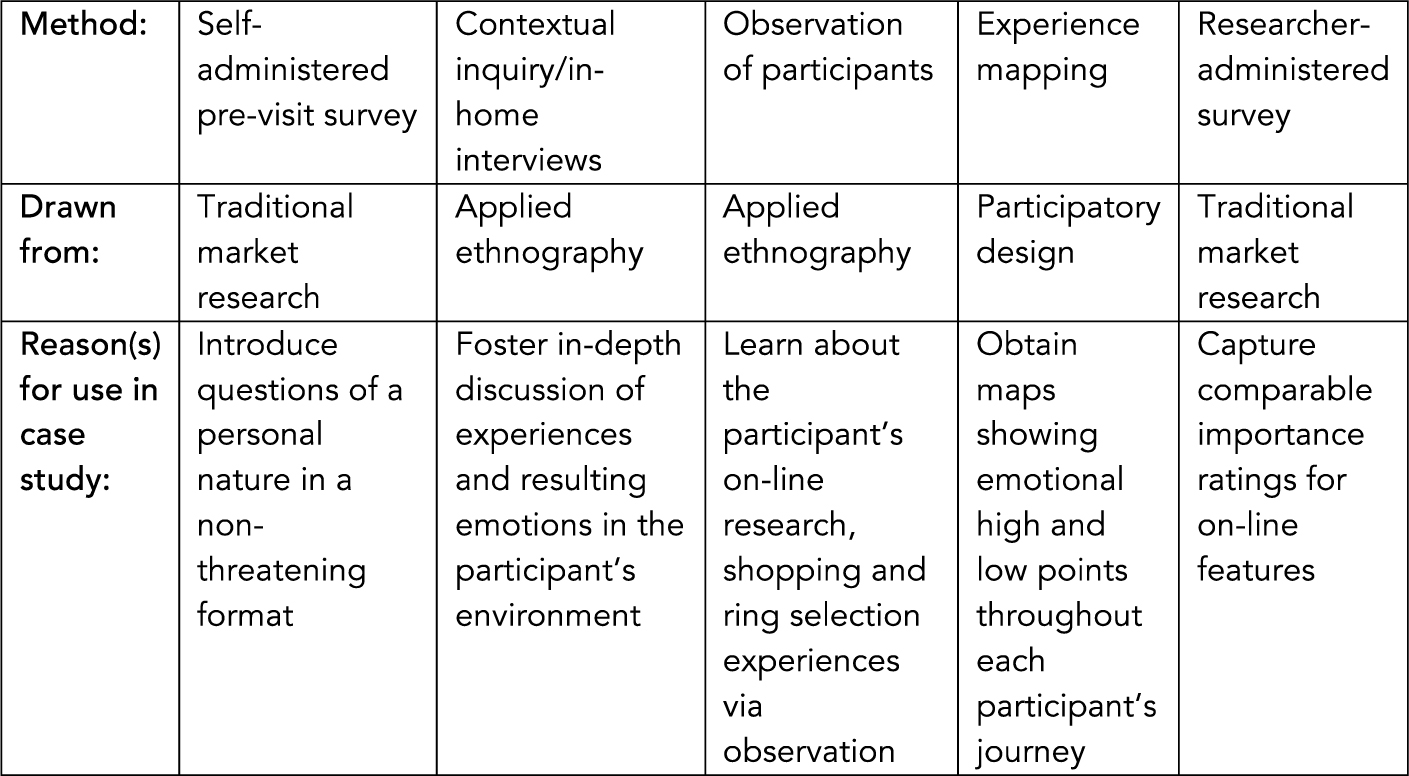 Method:
Self-
administered
pre-visit survey
Contextual
inquiry/in-
home
interviews
Observation
of participants
Experience
mapping
Researcher-
administered
survey
Drawn
from:
Traditional
market
research
Applied
ethnography
Applied
ethnography
Participatory
design
Traditional
market
research
Reason(s)
for use in
case
study:
Introduce
questions of a
personal
nature in a
non-
threatening
format
Foster in-depth
discussion of
experiences
and resulting
emotions in the
participant’s
environment
Learn about
the
participant’s
on-line
research,
shopping and
ring selection
experiences
via
observation
Obtain
maps
showing
emotional
high and
low points
throughout
each
participant’s
journey
Capture
comparable
importance
ratings for
on-line
features